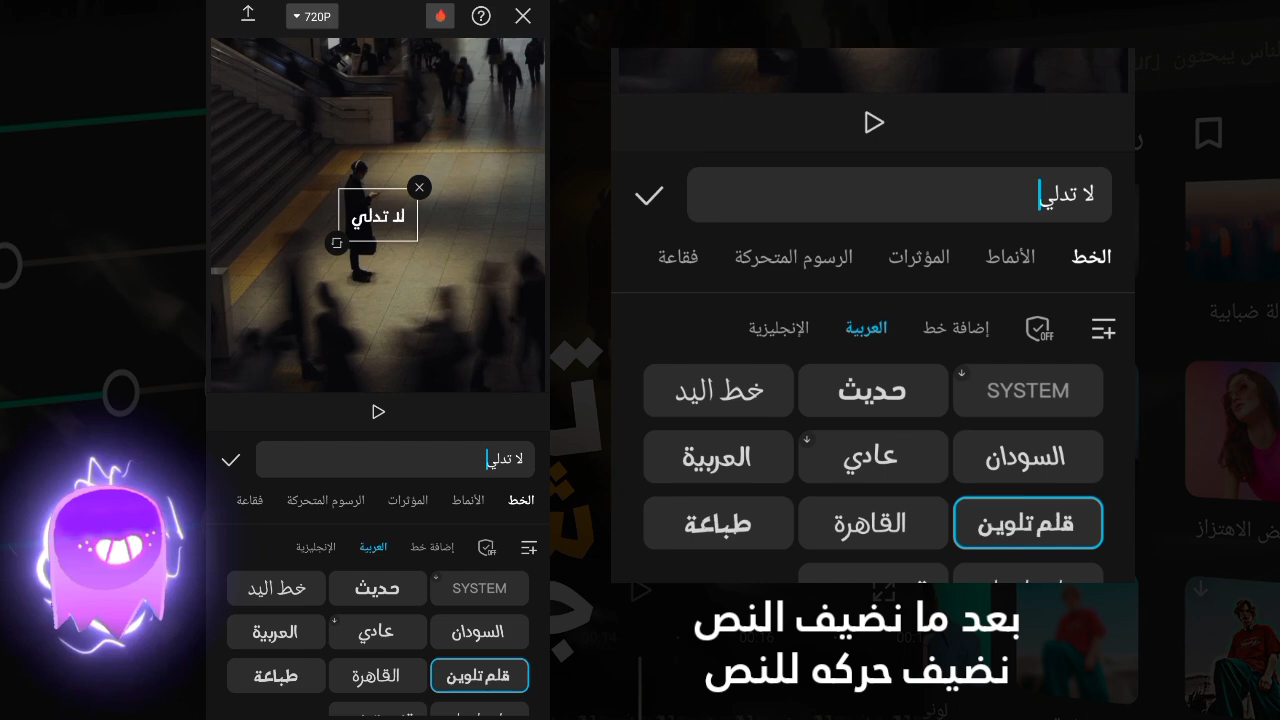 720P
لا تدلي
لا تدلي
الخط الأنماط المؤثرات الرسوم المتحركة فقاعة
OFF إضافة خط العربية الإنجليزية
SYSTEM حديث خط اليد
السودان عادي العربية
قلم تلوين القاهرة طباعة
لا تدلي
الخط الأنماط المؤثرات الرسوم المتحركة فقاعة
OFF إضافة خط العربية الإنجليزية
SYSTEM حديث خط اليد
السودان عادي العربية
قلم تلوين القاهرة طباعة
بعد ما نضيف النص
نضيف حركه للنص